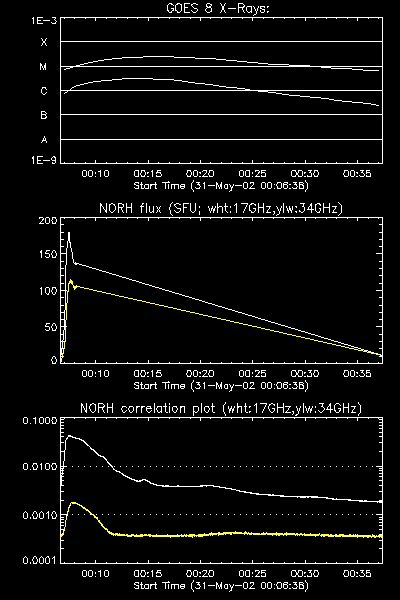 GOES 8 X-Rays:
1E-3
X
M
C
B
A
1E-9
00:10 00:15 00:20 00:25 00:30 00:35
Start Time (31-May-02 00:06:38)
NORH flux (SFU; wht:17GHz,ylw:34GHz)
200
150
100
50
0
00:10 00:15 00:20 00:25 00:30 00:35
Start Time (31-May-02 00:06:38)
NORH correlation plot (wht:17GHz,ylw:34GHz)
0.1000
0.0100
0.0010
0.0001
00:10 00:15 00:20 00:25 00:30 00:35
Start Time (31-May-02 00:06:38)